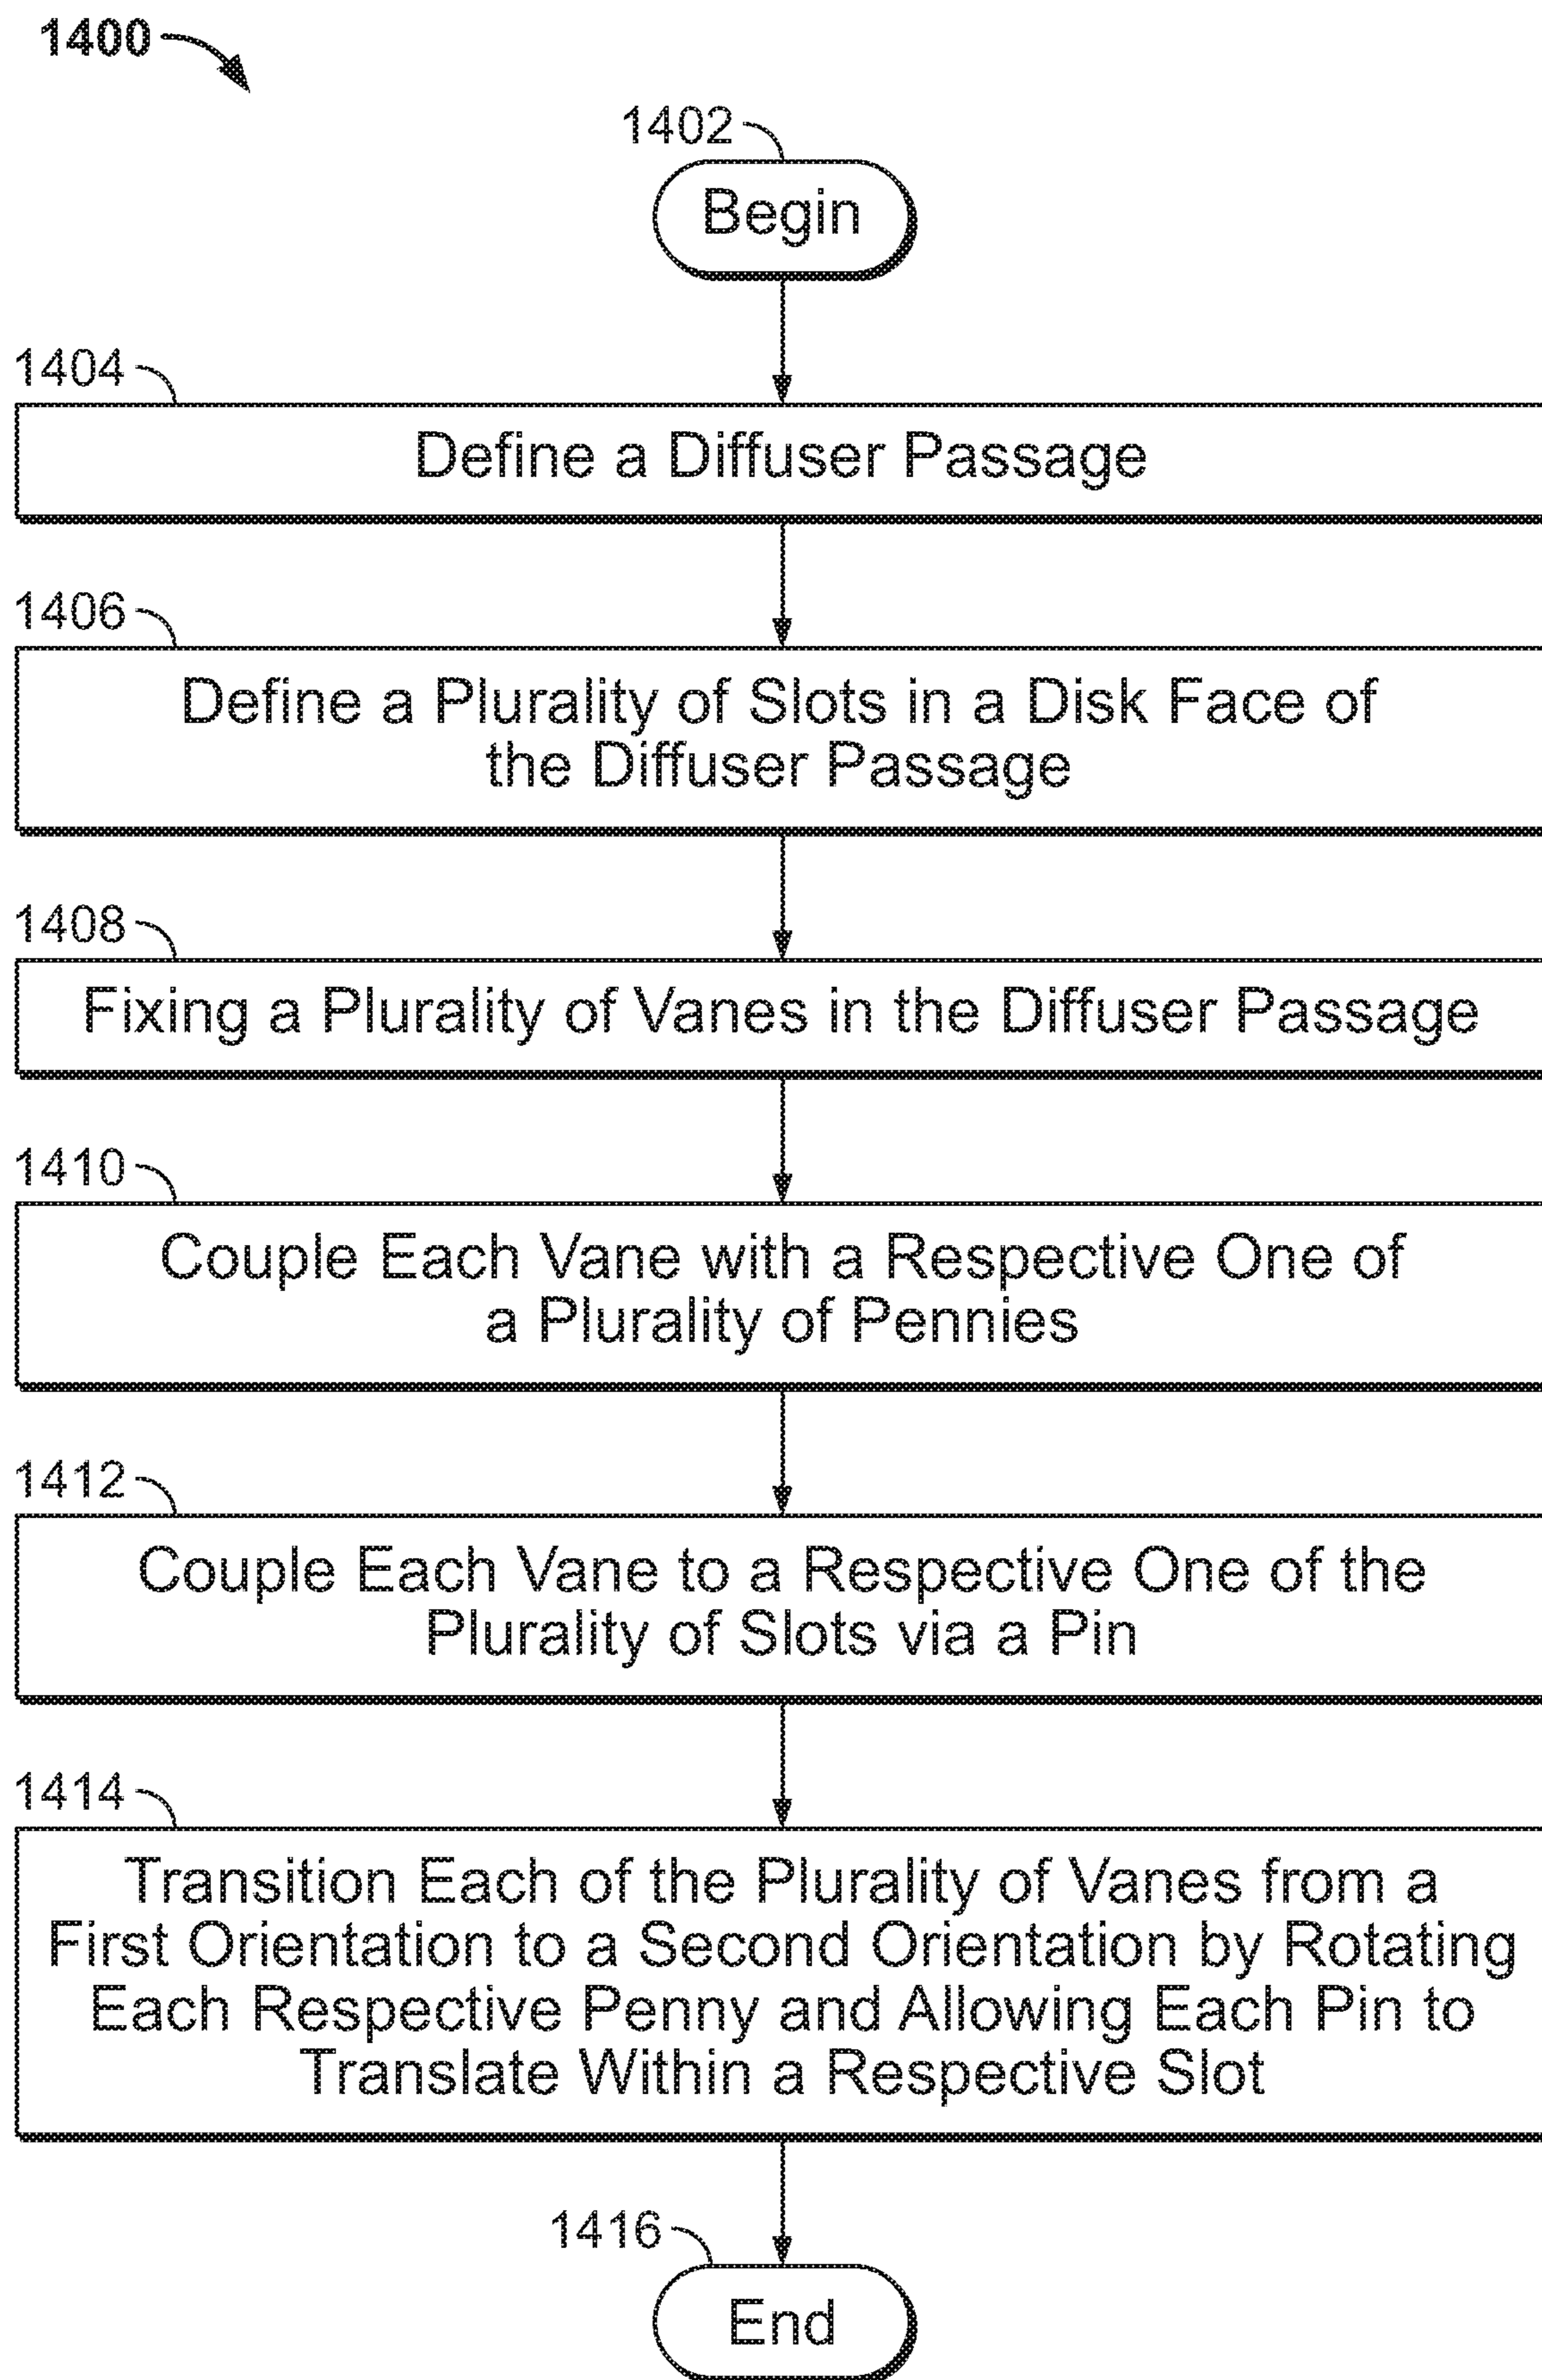 1400
1402
Begin
1404
Define a Diffuser Passage
1406
Define a Plurality of Slots in a Disk Face of
the Diffuser Passage
1408
Fixing a Plurality of Vanes in the Diffuser Passage
1410
Couple Each Vane with a Respective One of
a Plurality of Pennies
1412
Couple Each Vane to a Respective One of the
Plurality of Slots via a Pin
1414
Transition Each of the Plurality of Vanes from a
First Orientation to a Second Orientation by Rotating
Each Respective Penny and Allowing Each Pin to
Translate Within a Respective Slot
1416
End